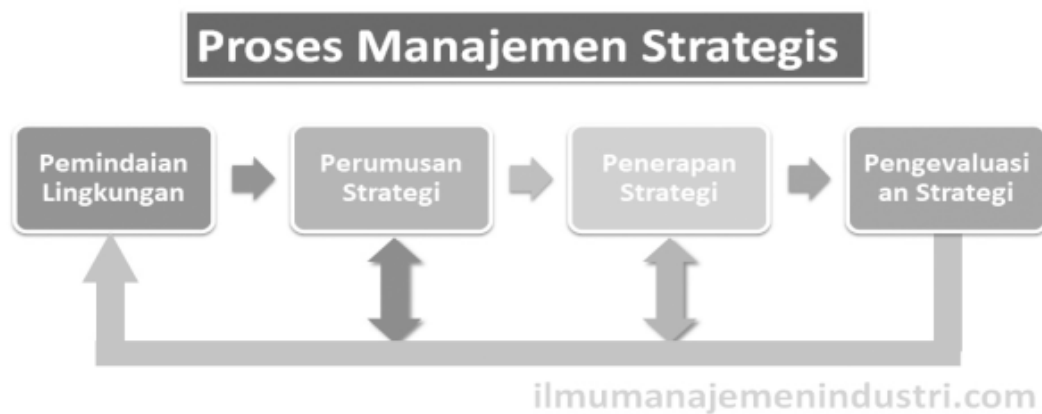 Proses Manajemen Strategis
Pemindaian
Lingkungan
Perumusan
Strategi
Penerapan
Strategi
Pengevaluasi
an Strategi
ilmumanajemenindustri.com